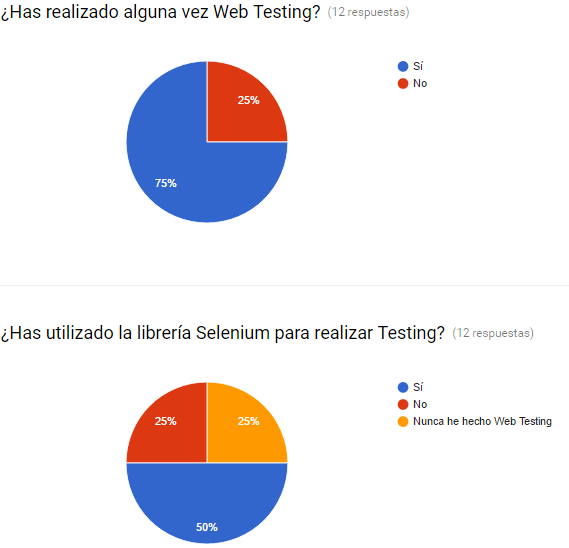 ¿Has realizado alguna vez Web Testing? (12 respuestas)
Sí
No
25%
75%
¿Has utilizado la librería Selenium para realizar Testing? (12 respuestas)
Sí
No
Nunca he hecho Web Testing
25%
25%
50%